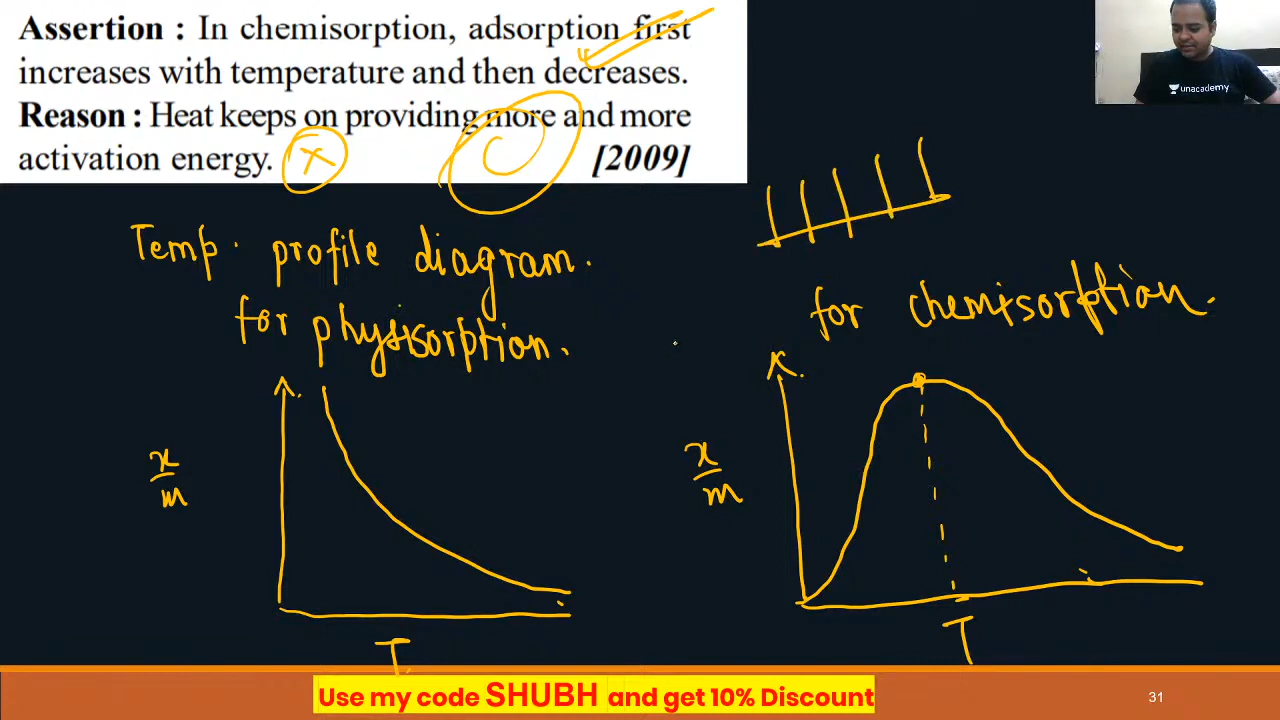 Assertion : In chemisorption, adsorption first
increases with temperature and then decreases.
Reason : Heat keeps on providing more and more
activation energy. [2009]
unacademy
Temp. profile diagram.
for physisorption.
for chemisorption.
x/m
T
x/m
T
Use my code SHUBH and get 10% Discount
31